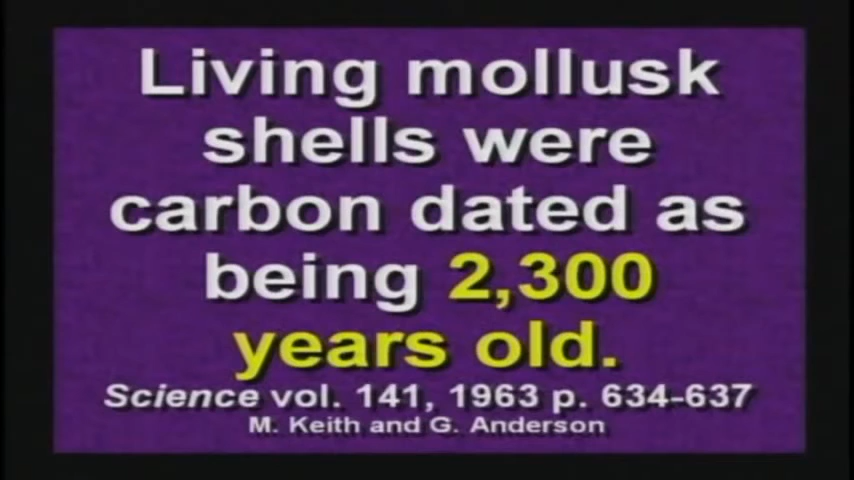 Living mollusk
shells were
carbon dated as
being 2,300
years old.
Science vol. 141, 1963 p. 634-637
M. Keith and G. Anderson